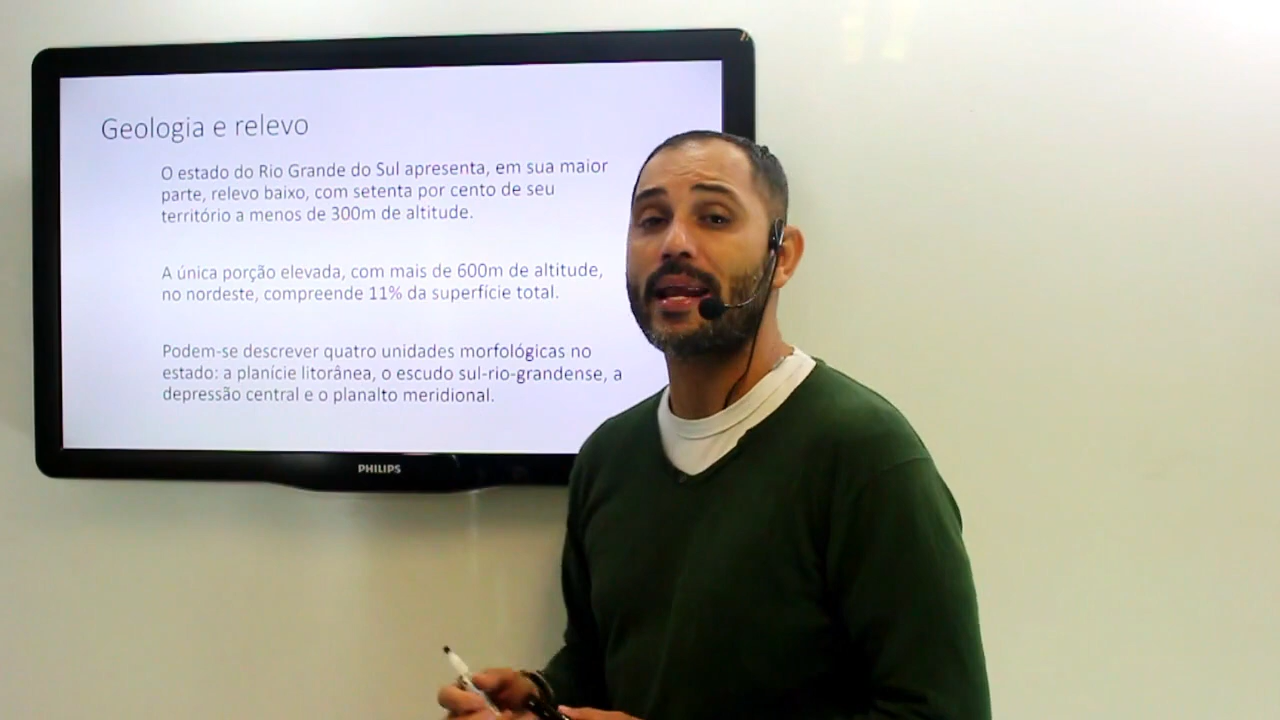 Geologia e relevo
O estado do Rio Grande do Sul apresenta, em sua maior
parte, relevo baixo, com setenta por cento de seu
território a menos de 300m de altitude.
A única porção elevada, com mais de 600m de altitude,
no nordeste, compreende 11% da superfície total.
Podem-se descrever quatro unidades morfológicas no
estado: a planície litorânea, o escudo sul-rio-grandense, a
depressão central e o planalto meridional.
PHILIPS